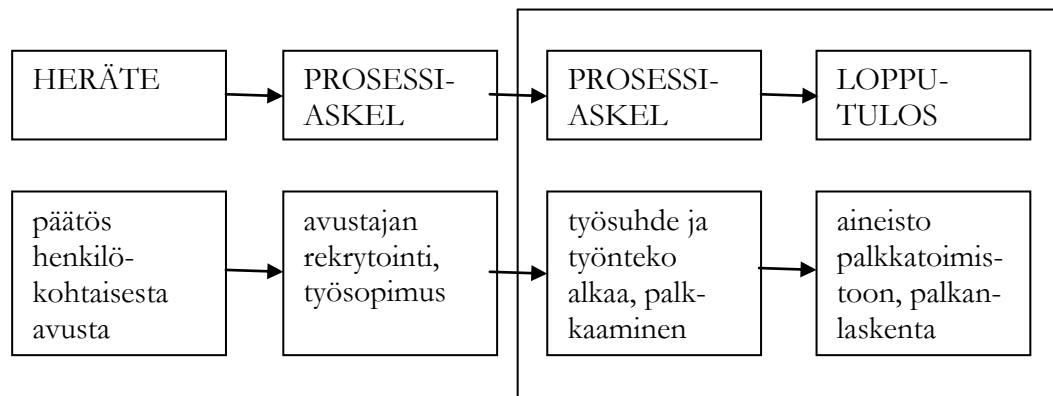 HERÄTE
PROSESSI-
ASKEL
PROSESSI-
ASKEL
LOPPU-
TULOS
päätös
henkilö-
kohtaisesta
avusta
avustajan
rekrytointi,
työsopimus
työsuhde ja
työnteko
alkaa, palk-
kaaminen
aineisto
palkkatoimis-
toon, palkan-
laskenta